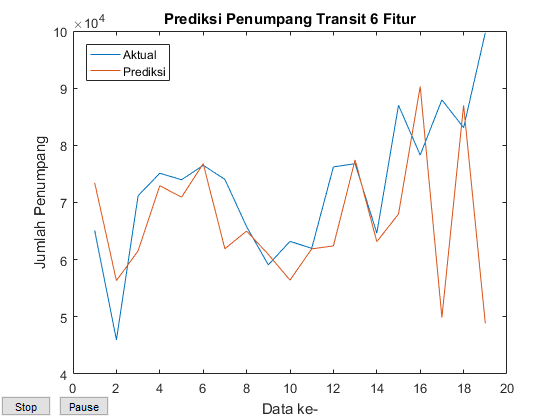 Prediksi Penumpang Transit 6 Fitur
×10^4
Aktual
Prediksi
Jumlah Penumpang
10
9
8
7
6
5
4
0 2 4 6 8 10 12 14 16 18 20
Data ke-
Stop Pause